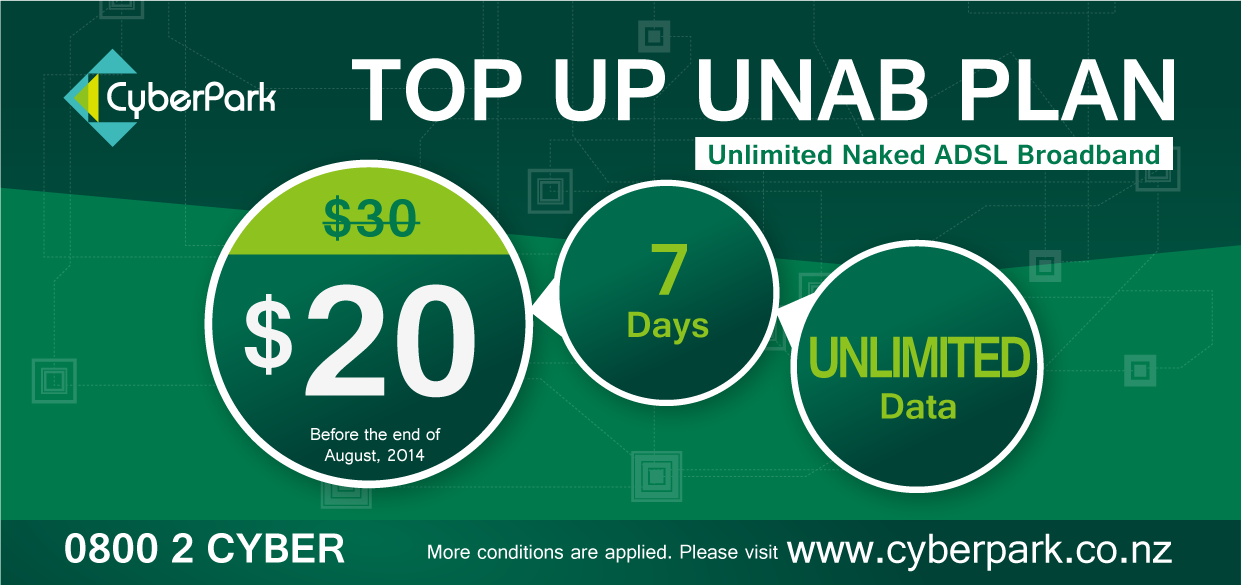 CyberPark
TOP UP UNAB PLAN
Unlimited Naked ADSL Broadband
$30
$20
Before the end of
August, 2014
7
Days
UNLIMITED
Data
0800 2 CYBER
More conditions are applied. Please visit www.cyberpark.co.nz